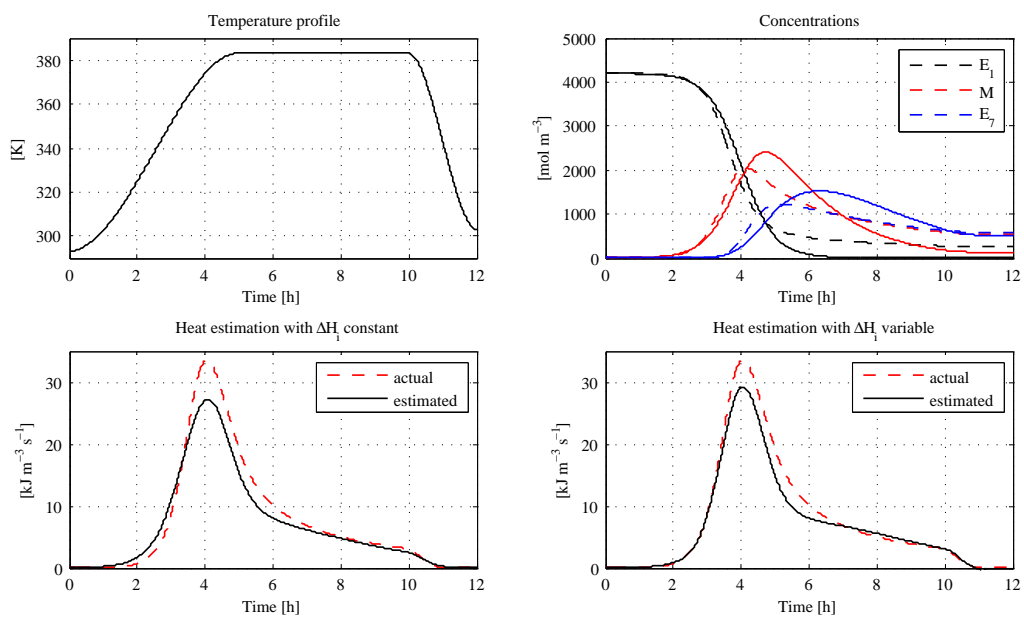 Temperature profile
[K]
380
360
340
320
300
0 2 4 6 8 10 12
Time [h]
Concentrations
[mol m⁻³]
5000
4000
3000
2000
1000
0
E₁
M
E₇
0 2 4 6 8 10 12
Time [h]
Heat estimation with ΔHᵢ constant
[kJ m⁻³ s⁻¹]
30
20
10
0
actual
estimated
0 2 4 6 8 10 12
Time [h]
Heat estimation with ΔHᵢ variable
[kJ m⁻³ s⁻¹]
30
20
10
0
actual
estimated
0 2 4 6 8 10 12
Time [h]